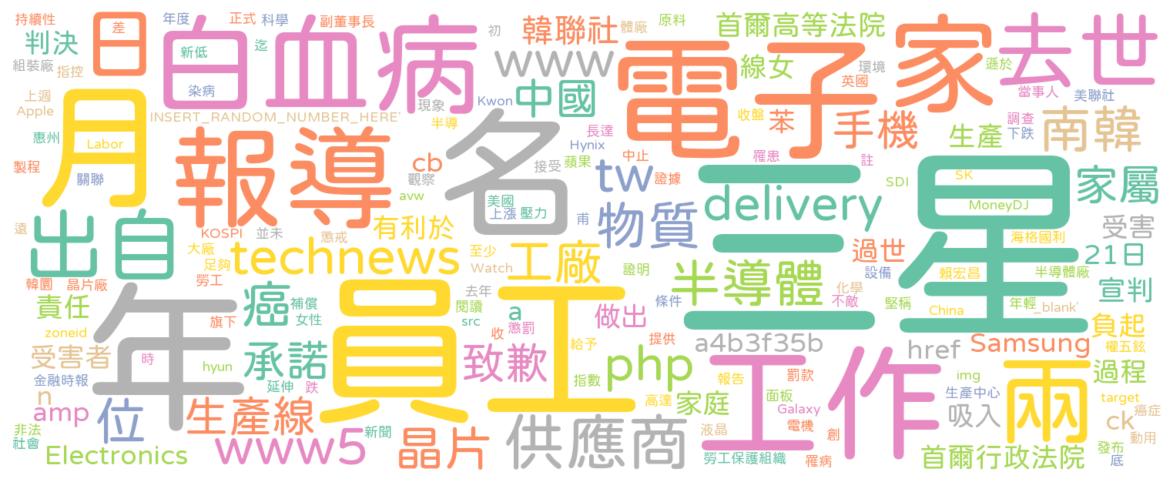 持續性
年度
正式
科學
副董事長
初
原料
首爾高等法院
差
判決
日
新低
迄
白血病
韓聯社
體廠
家
去世
組裝廠
指控
染病
www
電子
線女
環境
遜於
英國
當事人
上週
Apple
INSERT_RANDOM_NUMBER_HERE'
現象
Kwon
中國
收盤
苯
手機
美聯社
惠州
月
Labor
報導
半導
名
長達
Hynix
生產
調查
下跌
南韓
製程
關聯
cb
觀察
接受
蘋果
中止
罹患
註
avw
美國
tw
證據
三星
SDI
SK
家屬
遠
出自
KOSPI
並未
懲戒
有利於
上漲
壓力
甫
物質
delivery
MoneyDJ
受害
大廠
足夠
technews
至少
Watch
工廠
證明
過世
海格國利
21日
韓圜
晶片廠
勞工
半導體
設備
賴宏昌
半導體廠
宣判
責任
年
癌
補償
女性
員工
去年
閱讀
src
a
條件
化學
不敵
堅稱
China
年輕
_blank'
zoneid
旗下
懲罰
做出
a4b3f35b
負起
受害者
時
承諾
致歉
收
給予
提供
php
工作
href
Samsung
權五鉉
金融時報
hyun
延伸
跌
指數
報告
罰款
兩
img
過程
n
amp
位
生產線
高達
家庭
面板
Galaxy
生產中心
吸入
target
ck
癌症
動用
非法
社會
新聞
www5
晶片
供應商
液晶
電機
創
Electronics
勞工保護組織
罹病
首爾行政法院
發布
底